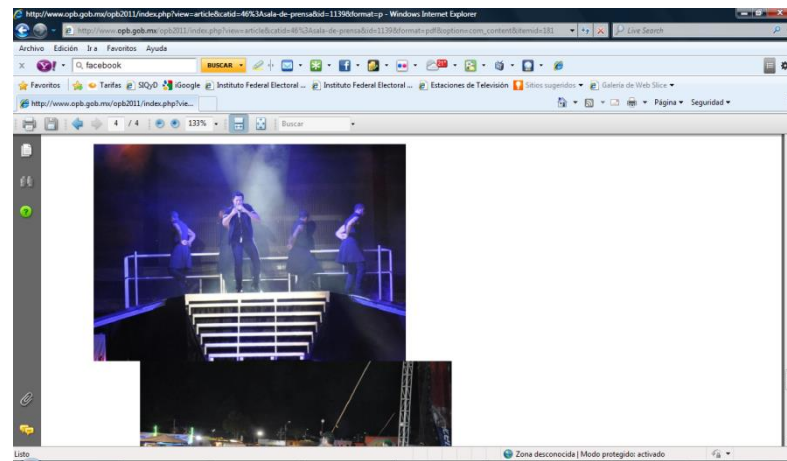 http://www.opb.gob.mx/opb2011/index.php?view=article&catid=46%3Asala-de-prensa&id=1139&format=p - Windows Internet Explorer
http://www.opb.gob.mx/opb2011/index.php?view=article&catid=46%3Asala-de-prensa&id=1139&format=pdf&option=com_content&Itemid=181
Live Search
Archivo Edición Ir a Favoritos Ayuda
facebook BUSCAR
Favoritos Tarifas SIQyD iGoogle Instituto Federal Electoral ... Instituto Federal Electoral ... Estaciones de Televisión Sitios sugeridos Galería de Web Slice
http://www.opb.gob.mx/opb2011/index.php?vie... Página Seguridad
4 / 4 133% Buscar
Listo Zona desconocida | Modo protegido: activado